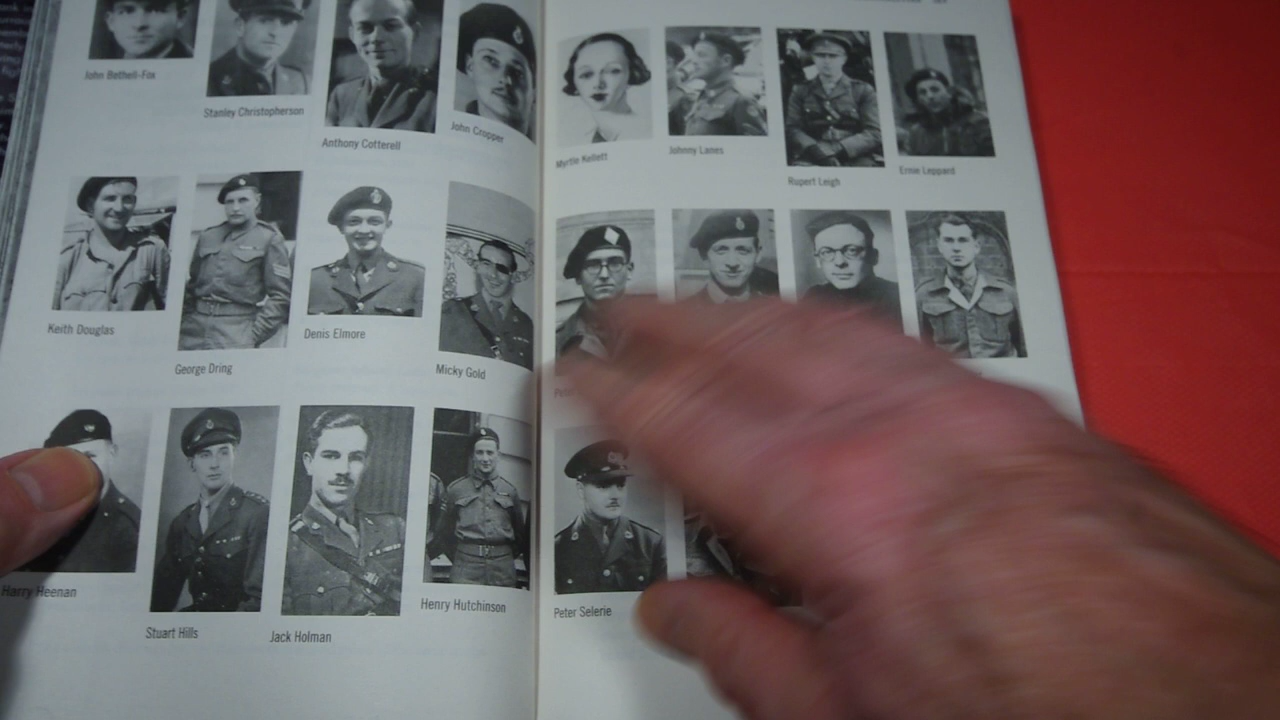 John Bethell-Fox
Stanley Christopherson
Anthony Cotterell
John Cropper
Keith Douglas
George Dring
Denis Elmore
Micky Gold
Harry Heenan
Stuart Hills
Jack Holman
Henry Hutchinson
Myrtle Kellett
Johnny Lanes
Rupert Leigh
Ernie Leppard
Peter Selerie